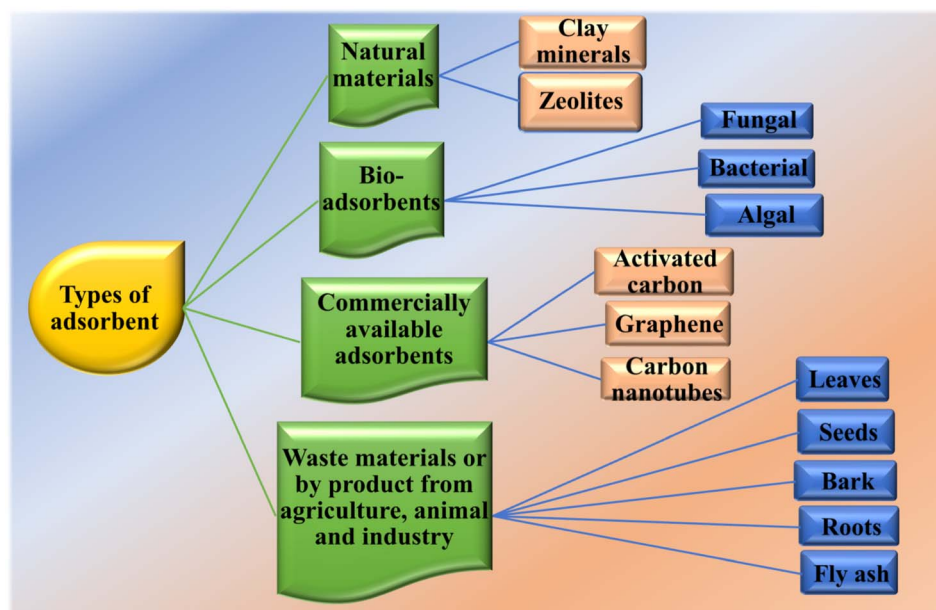 Types of
adsorbent
Natural
materials
Clay
minerals
Zeolites
Bio-
adsorbents
Fungal
Bacterial
Algal
Commercially
available
adsorbents
Activated
carbon
Graphene
Carbon
nanotubes
Waste materials or
by product from
agriculture, animal
and industry
Leaves
Seeds
Bark
Roots
Fly ash